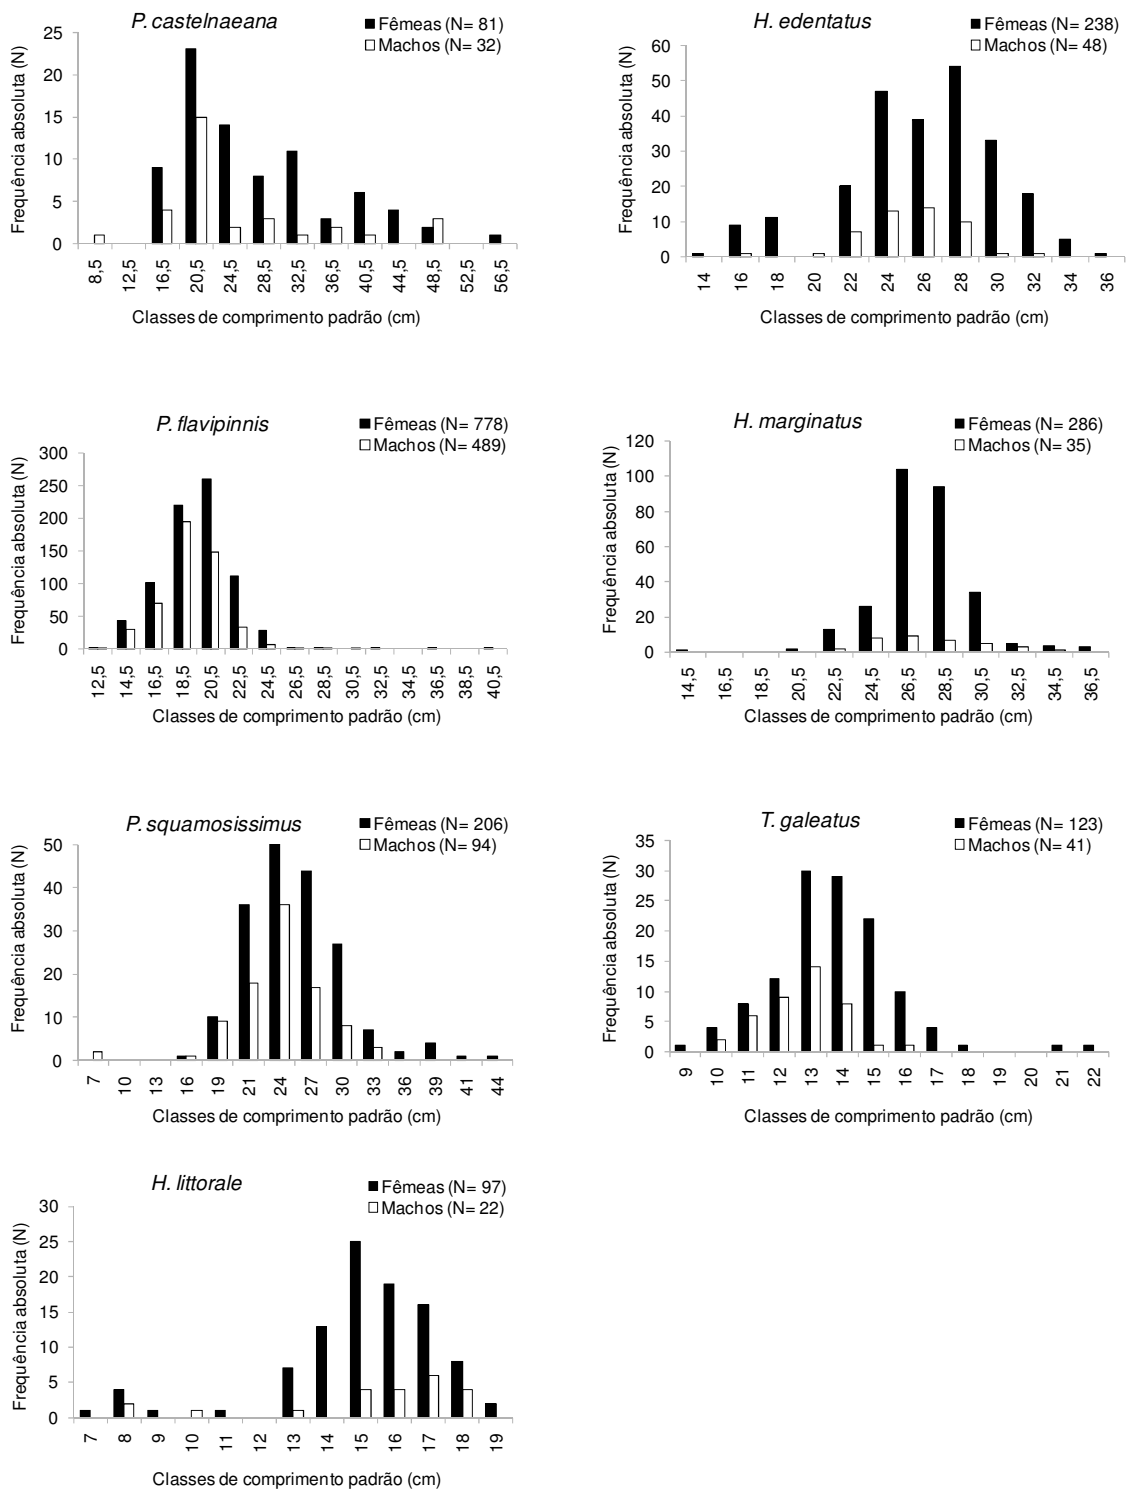 P. castelnaeana
Fêmeas (N= 81)
Machos (N= 32)
Frequência absoluta (N)
25
20
15
10
5
0
8,5 12,5 16,5 20,5 24,5 28,5 32,5 36,5 40,5 44,5 48,5 52,5 56,5
Classes de comprimento padrão (cm)
H. edentatus
Fêmeas (N= 238)
Machos (N= 48)
Frequência absoluta (N)
60
50
40
30
20
10
0
14 16 18 20 22 24 26 28 30 32 34 36
Classes de comprimento padrão (cm)
P. flavipinnis
Fêmeas (N= 778)
Machos (N= 489)
Frequência absoluta (N)
300
250
200
150
100
50
0
12,5 14,5 16,5 18,5 20,5 22,5 24,5 26,5 28,5 30,5 32,5 34,5 36,5 38,5 40,5
Classes de comprimento padrão (cm)
H. marginatus
Fêmeas (N= 286)
Machos (N= 35)
Frequência absoluta (N)
120
100
80
60
40
20
0
14,5 16,5 18,5 20,5 22,5 24,5 26,5 28,5 30,5 32,5 34,5 36,5
Classes de comprimento padrão (cm)
P. squamosissimus
Fêmeas (N= 206)
Machos (N= 94)
Frequência absoluta (N)
50
40
30
20
10
0
7 10 13 16 19 21 24 27 30 33 36 39 41 44
Classes de comprimento padrão (cm)
T. galeatus
Fêmeas (N= 123)
Machos (N= 41)
Frequência absoluta (N)
35
30
25
20
15
10
5
0
9 10 11 12 13 14 15 16 17 18 19 20 21 22
Classes de comprimento padrão (cm)
H. littorale
Fêmeas (N= 97)
Machos (N= 22)
Frequência absoluta (N)
30
25
20
15
10
5
0
7 8 9 10 11 12 13 14 15 16 17 18 19
Classes de comprimento padrão (cm)